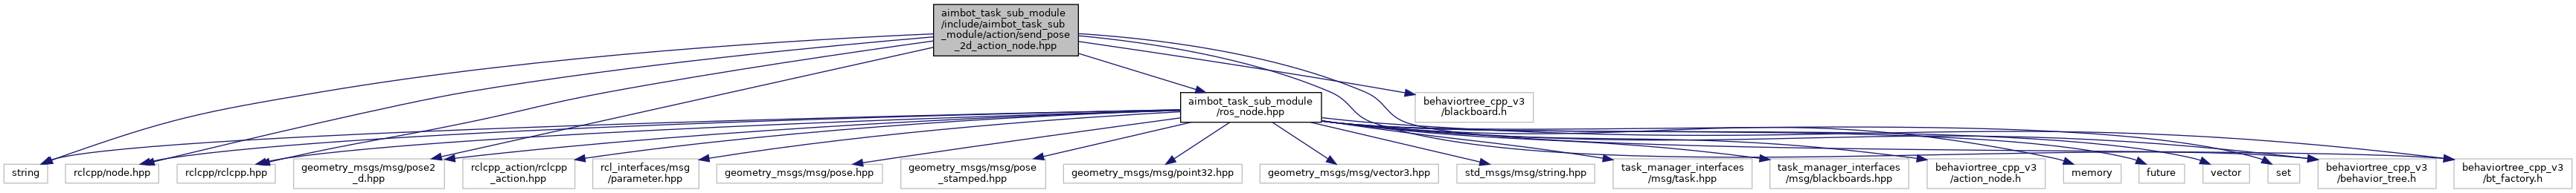 aimbot_task_sub_module
/include/aimbot_task_sub
_module/action/send_pose
_2d_action_node.hpp
aimbot_task_sub_module
/ros_node.hpp
behaviortree_cpp_v3
/blackboard.h
string
rclcpp/node.hpp
rclcpp/rclcpp.hpp
geometry_msgs/msg/pose2
_d.hpp
rclcpp_action/rclcpp
_action.hpp
rcl_interfaces/msg
/parameter.hpp
geometry_msgs/msg/pose.hpp
geometry_msgs/msg/pose
_stamped.hpp
geometry_msgs/msg/point32.hpp
geometry_msgs/msg/vector3.hpp
std_msgs/msg/string.hpp
task_manager_interfaces
/msg/task.hpp
task_manager_interfaces
/msg/blackboards.hpp
behaviortree_cpp_v3
/action_node.h
memory
future
vector
set
behaviortree_cpp_v3
/behavior_tree.h
behaviortree_cpp_v3
/bt_factory.h